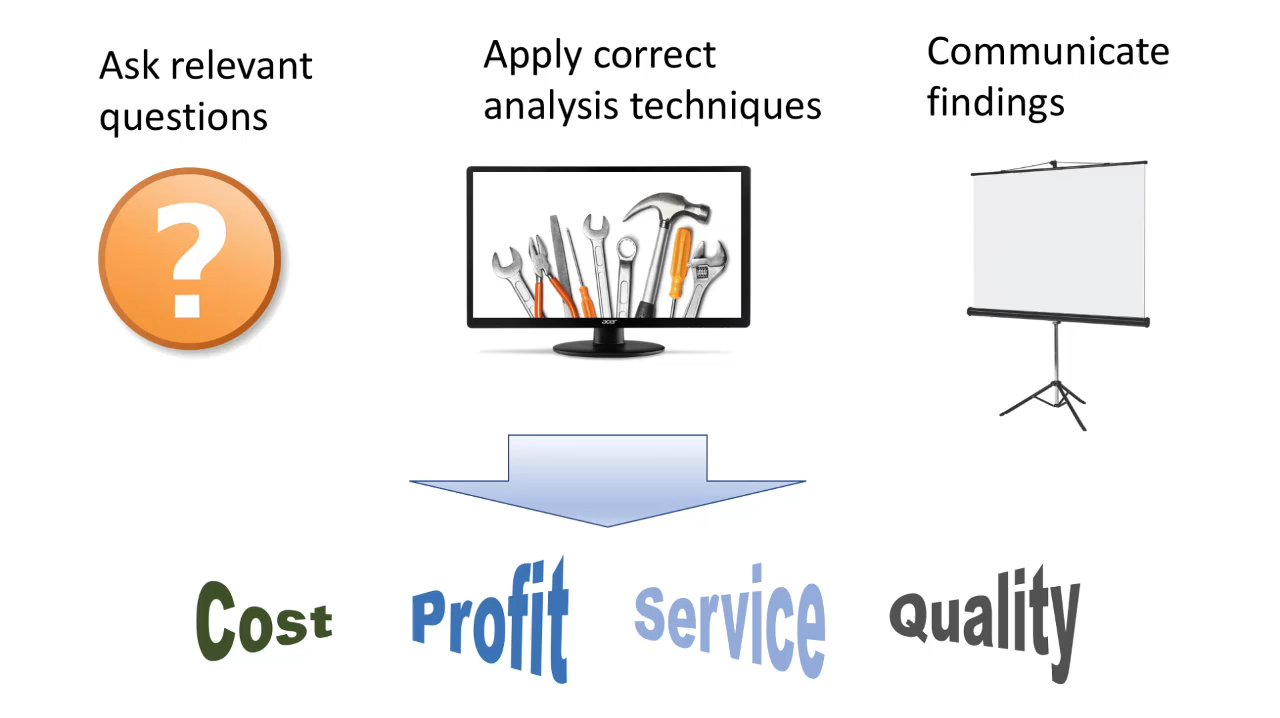 Ask relevant
questions
Apply correct
analysis techniques
Communicate
findings
?
acer
Cost
Profit
Service
Quality